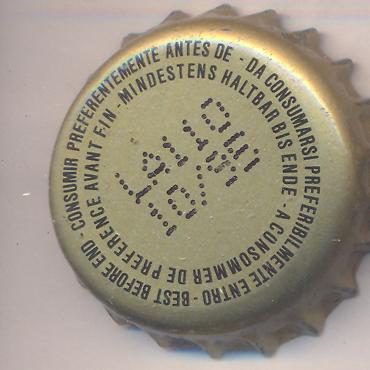 BEST BEFORE END - CONSUMIR PREFERENTEMENTE ANTES DE - DA CONSUMARSI PREFERIBILMENTE ENTRO -
A CONSOMMER DE PREFERENCE AVANT FIN - MINDESTENS HALTBAR BIS ENDE -